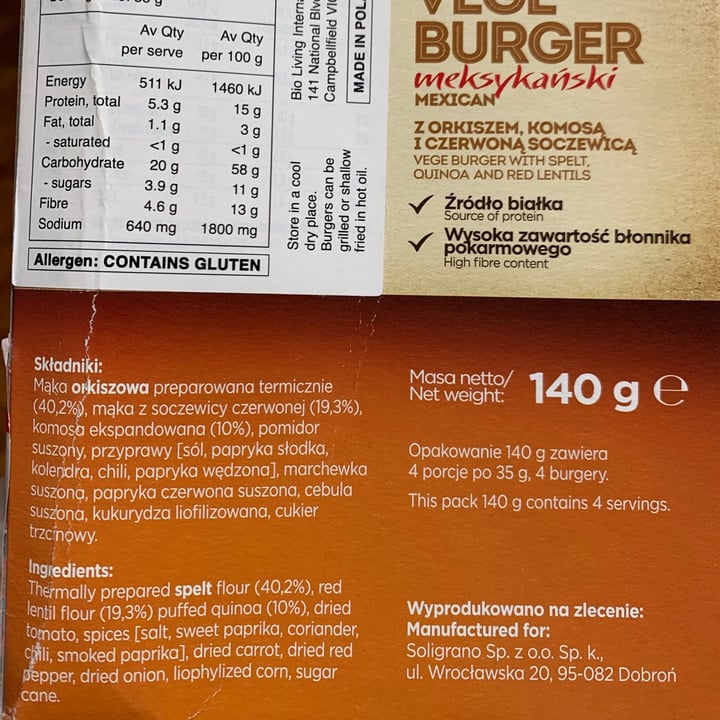 Av Qty
per serve
Av Qty
per 100 g
Energy 511 kJ 1460 kJ
Protein, total 5.3 g 15 g
Fat, total 1.1 g 3 g
- saturated <1 g <1 g
Carbohydrate 20 g 58 g
- sugars 3.9 g 11 g
Fibre 4.6 g 13 g
Sodium 640 mg 1800 mg
Allergen: CONTAINS GLUTEN
Bio Living
141 National
Campbellfield
MADE IN
Store in a cool
dry place.
Burgers can be
grilled or shallow
fried in hot oil.
VEGE
BURGER
meksykański
MEXICAN
Z ORKISZEM, KOMOSĄ
I CZERWONĄ SOCZEWICĄ
VEGE BURGER WITH SPELT,
QUINOA AND RED LENTILS
Źródło białka
Source of protein
Wysoka zawartość błonnika
pokarmowego
High fibre content
Składniki:
Mąka orkiszowa preparowana termicznie
(40,2%), mąka z soczewicy czerwonej (19,3%),
komosa ekspandowana (10%), pomidor
suszony, przyprawy [sól, papryka słodka,
kolendra, chili, papryka wędzona], marchewka
suszona, papryka czerwona suszona, cebula
suszona, kukurydza liofilizowana, cukier
trzcinowy.
Ingredients:
Thermally prepared spelt flour (40,2%), red
lentil flour (19,3%) puffed quinoa (10%), dried
tomato, spices [salt, sweet paprika, coriander,
chili, smoked paprika], dried carrot, dried red
pepper, dried onion, liophylized corn, sugar
cane.
Masa netto/
Net weight: 140 g ℮
Opakowanie 140 g zawiera
4 porcje po 35 g, 4 burgery.
This pack 140 g contains 4 servings.
Wyprodukowano na zlecenie:
Manufactured for:
Soligrano Sp. z o.o. Sp. k.,
ul. Wrocławska 20, 95-082 Dobroń